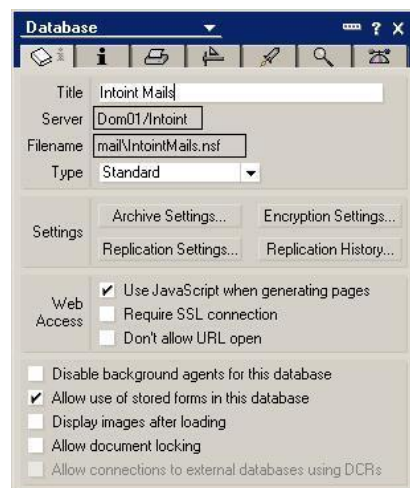 Database
? X
i
Title Intoint Mails
Server Dom01/Intoint
Filename mail\IntointMails.nsf
Type Standard
Settings
Archive Settings... Encryption Settings...
Replication Settings... Replication History...
Web Access
Use JavaScript when generating pages
Require SSL connection
Don't allow URL open
Disable background agents for this database
Allow use of stored forms in this database
Display images after loading
Allow document locking
Allow connections to external databases using DCRs